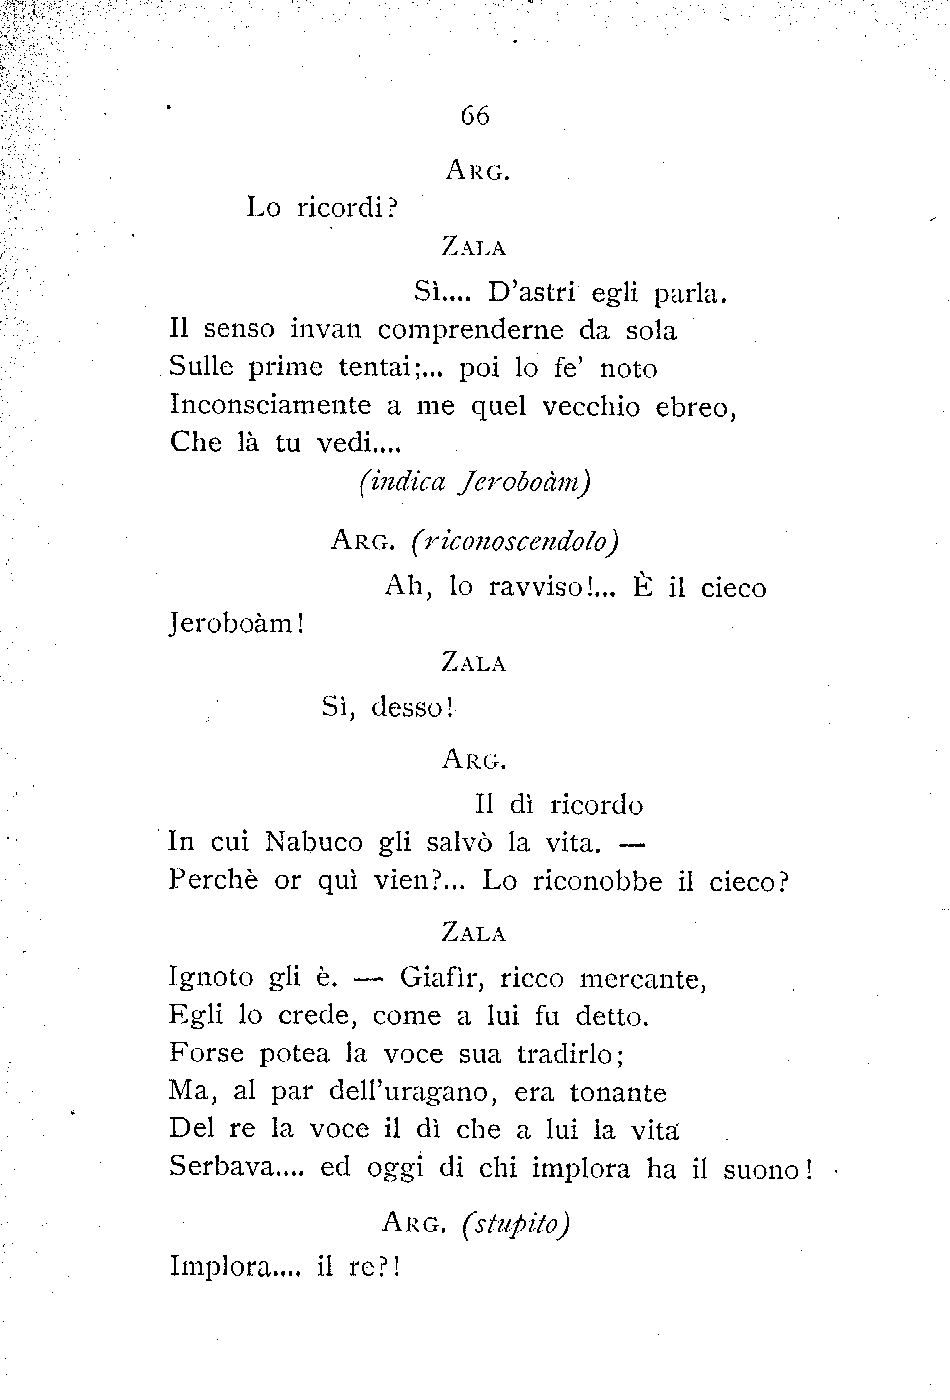 66
ARG.
Lo ricordi?
ZALA
Sì.... D'astri egli parla.
Il senso invan comprenderne da sola
Sulle prime tentai;... poi lo fe' noto
Inconsciamente a me quel vecchio ebreo,
Che là tu vedi....
(indica Jeroboàm)
ARG. (riconoscendolo)
Ah, lo ravviso!... È il cieco
Jeroboàm!
ZALA
Sì, desso!
ARG.
Il dì ricordo
In cui Nabuco gli salvò la vita. —
Perchè or quì vien?... Lo riconobbe il cieco?
ZALA
Ignoto gli è. — Giafìr, ricco mercante,
Egli lo crede, come a lui fu detto.
Forse potea la voce sua tradirlo;
Ma, al par dell'uragano, era tonante
Del re la voce il dì che a lui la vita
Serbava.... ed oggi di chi implora ha il suono!
ARG. (stupito)
Implora.... il re?!